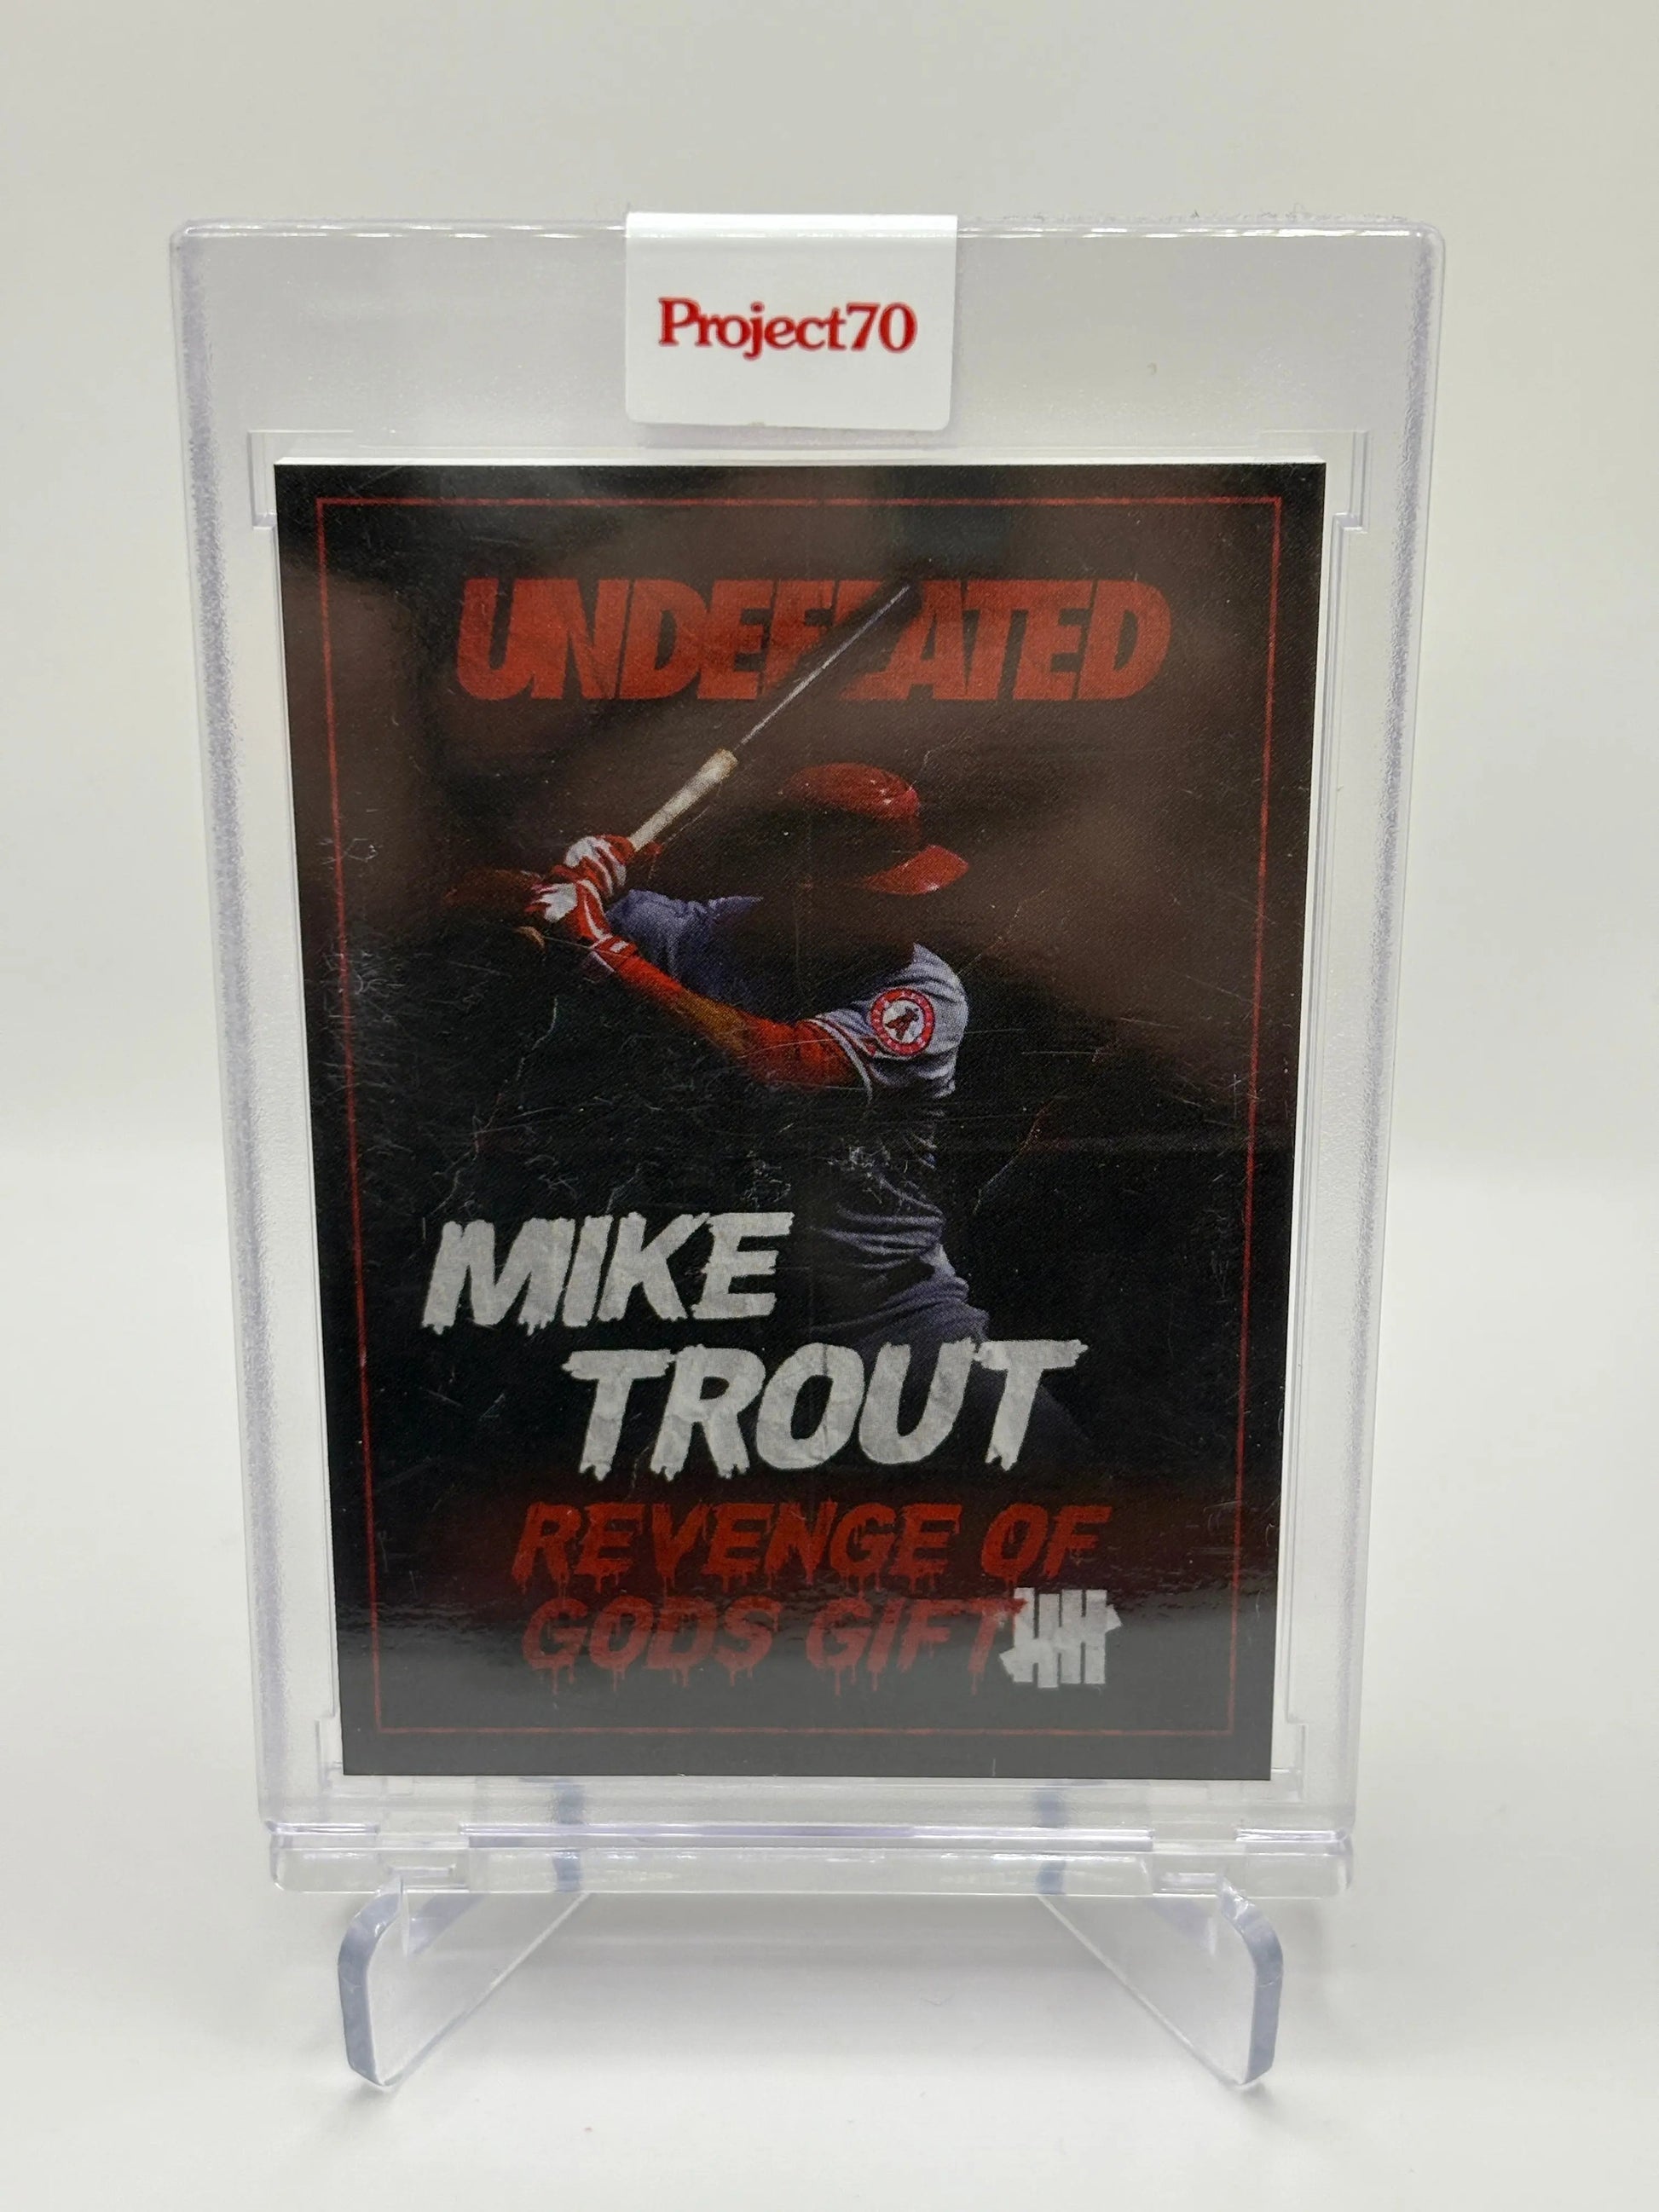 Project70
UNDEFEATED
MIKE
TROUT
REVENGE OF
GODS GIFT